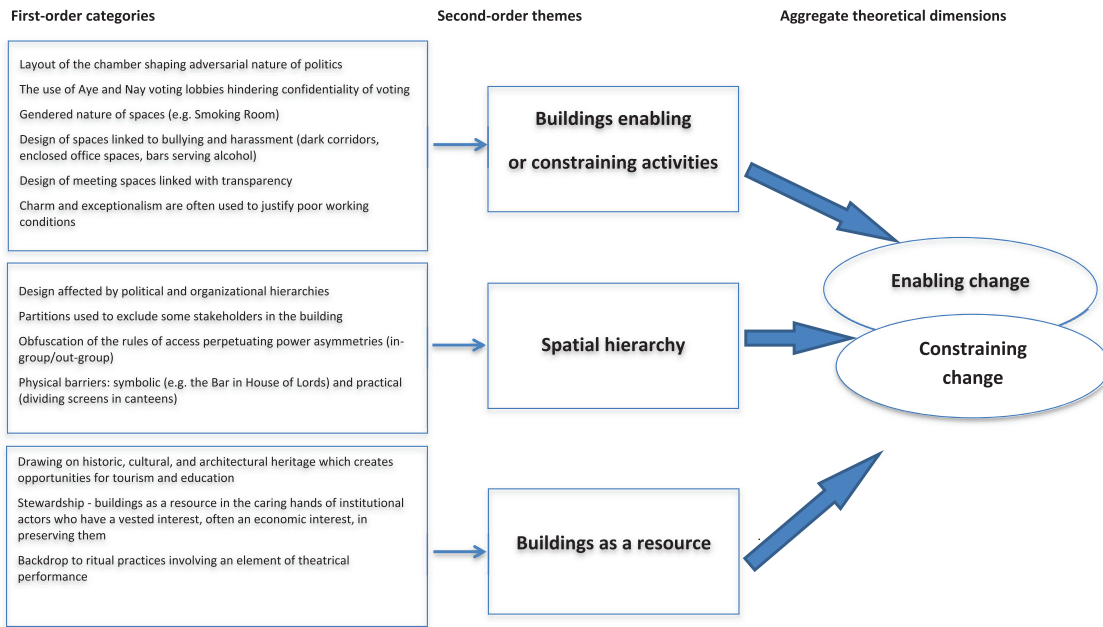 First-order categories
Second-order themes
Aggregate theoretical dimensions
Layout of the chamber shaping adversarial nature of politics
The use of Aye and Nay voting lobbies hindering confidentiality of voting
Gendered nature of spaces (e.g. Smoking Room)
Design of spaces linked to bullying and harassment (dark corridors,
enclosed office spaces, bars serving alcohol)
Design of meeting spaces linked with transparency
Charm and exceptionalism are often used to justify poor working
conditions
Buildings enabling
or constraining activities
Design affected by political and organizational hierarchies
Partitions used to exclude some stakeholders in the building
Obfuscation of the rules of access perpetuating power asymmetries (in-
group/out-group)
Physical barriers: symbolic (e.g. the Bar in House of Lords) and practical
(dividing screens in canteens)
Spatial hierarchy
Enabling change
Constraining
change
Drawing on historic, cultural, and architectural heritage which creates
opportunities for tourism and education
Stewardship - buildings as a resource in the caring hands of institutional
actors who have a vested interest, often an economic interest, in
preserving them
Backdrop to ritual practices involving an element of theatrical
performance
Buildings as a resource